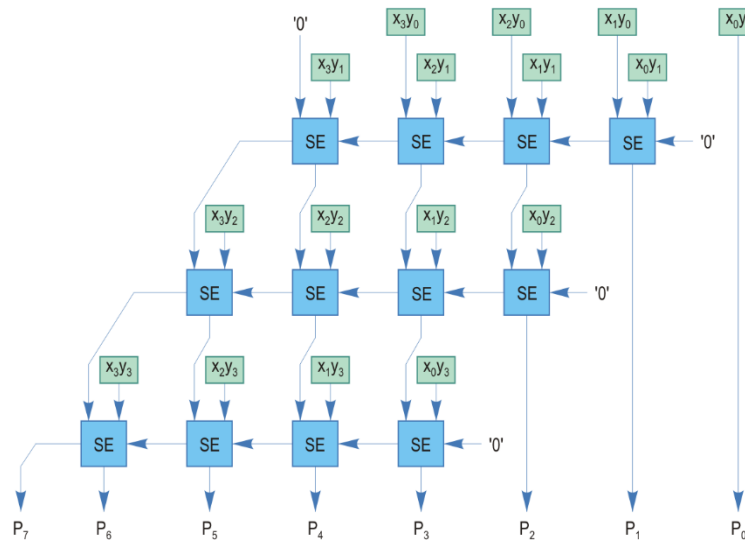 '0' x₃y₀ x₂y₀ x₁y₀ x₀y
x₃y₁ x₂y₁ x₁y₁ x₀y₁
SE SE SE SE '0'
x₃y₂ x₂y₂ x₁y₂ x₀y₂
SE SE SE SE '0'
x₃y₃ x₂y₃ x₁y₃ x₀y₃
SE SE SE SE '0'
P₇ P₆ P₅ P₄ P₃ P₂ P₁ P₀